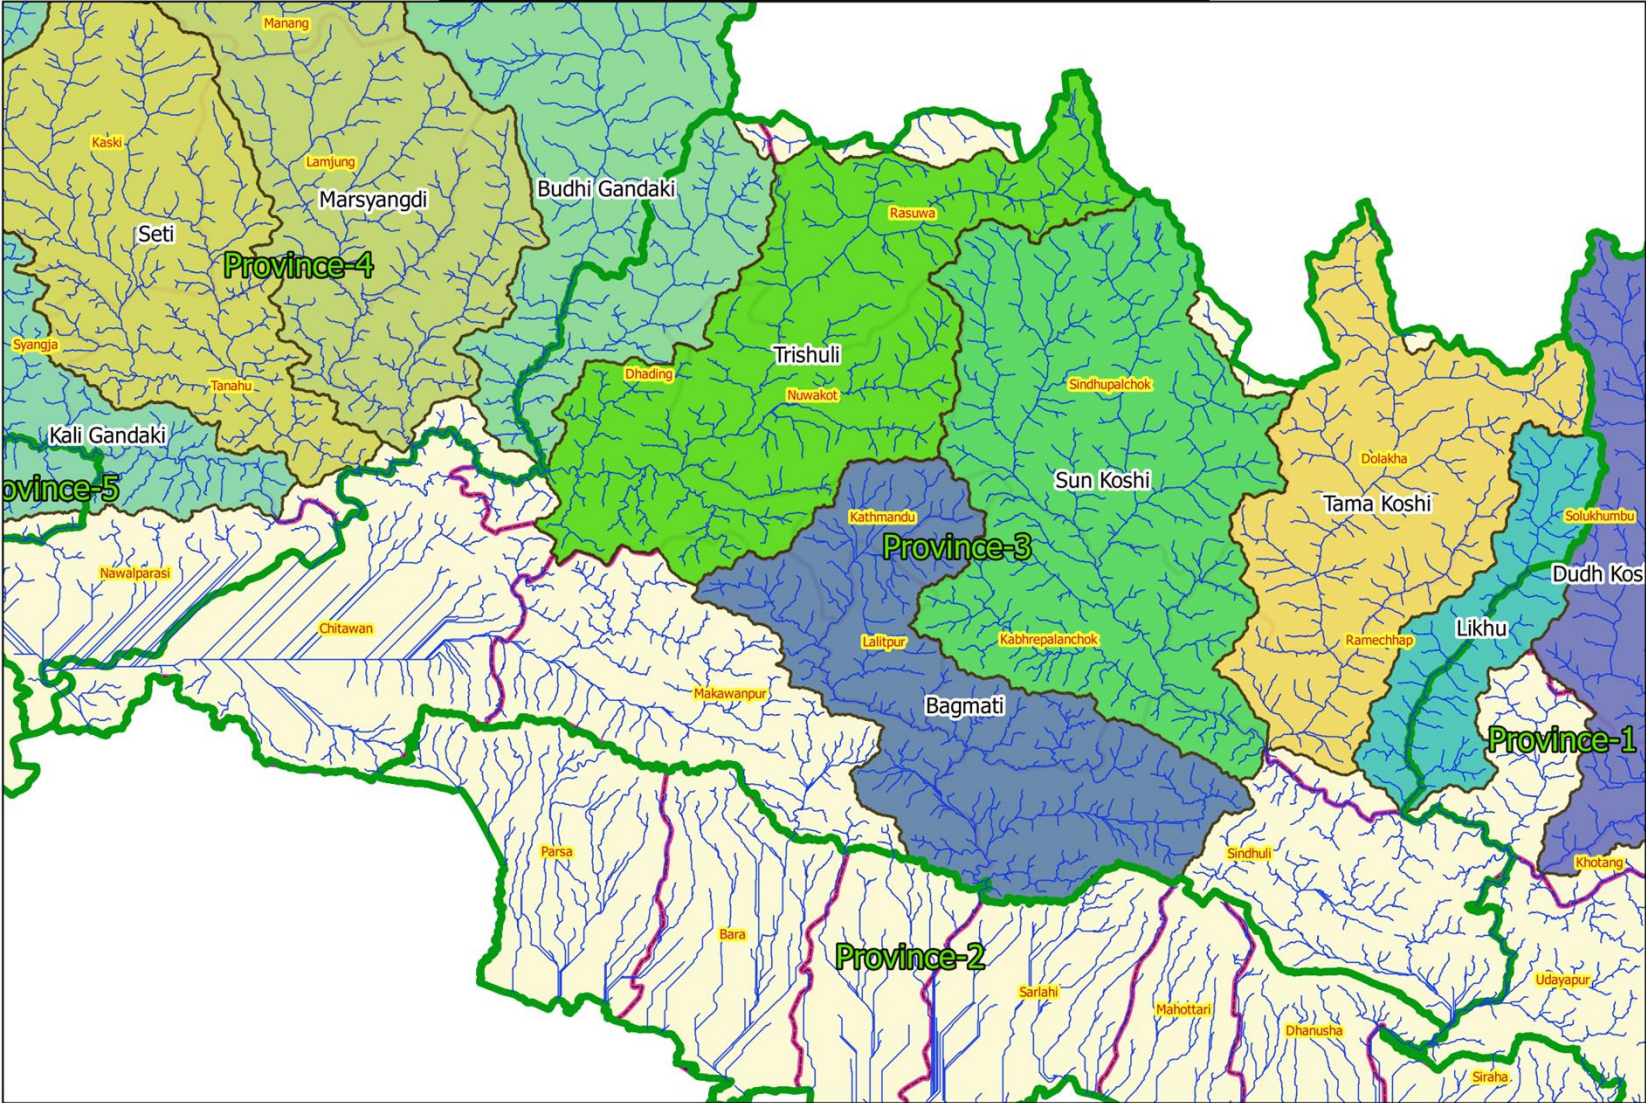 Manang
Kaski
Lamjung
Marsyangdi
Budhi Gandaki
Rasuwa
Seti
Province-4
Syangja
Tanahu
Trishuli
Dhading
Nuwakot
Sindhupalchok
Kali Gandaki
Dolakha
ovince-5
Sun Koshi
Tama Koshi
Kathmandu
Solukhumbu
Province-3
Nawalparasi
Dudh Kos
Chitawan
Lalitpur
Kabhrepalanchok
Ramechhap
Likhu
Makawanpur
Bagmati
Province-1
Parsa
Sindhuli
Khotang
Bara
Province-2
Sarlahi
Udayapur
Mahottari
Dhanusha
Siraha